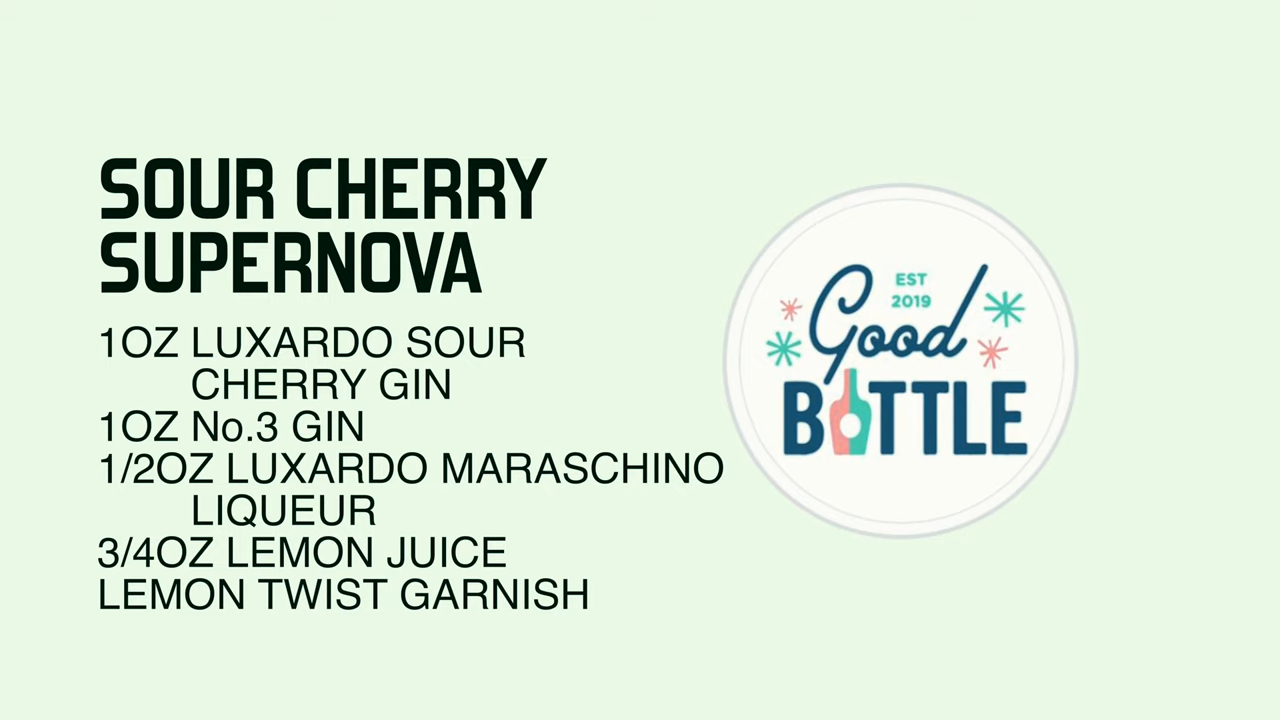 SOUR CHERRY
SUPERNOVA
1OZ LUXARDO SOUR
CHERRY GIN
1OZ No.3 GIN
1/2OZ LUXARDO MARASCHINO
LIQUEUR
3/4OZ LEMON JUICE
LEMON TWIST GARNISH
EST
2019
Good
BOTTLE